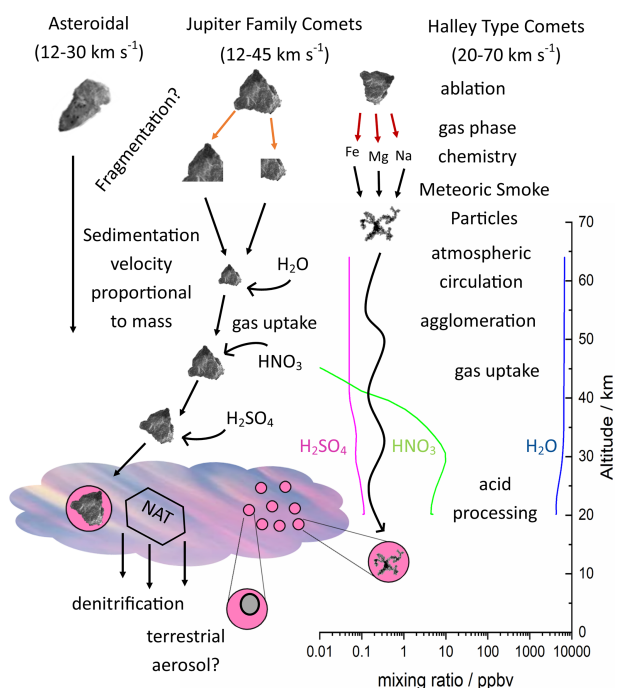 Asteroidal
(12-30 km s⁻¹)
Jupiter Family Comets
(12-45 km s⁻¹)
Halley Type Comets
(20-70 km s⁻¹)
Fragmentation?
ablation
gas phase
chemistry
Fe Mg Na
Meteoric Smoke
Particles
Sedimentation
velocity
proportional
to mass
H₂O
gas uptake
HNO₃
H₂SO₄
atmospheric
circulation
agglomeration
gas uptake
H₂SO₄
HNO₃
H₂O
acid
processing
NAT
denitrification
terrestrial
aerosol?
70
60
50
40
30
20
10
0
Altitude / km
0.01 0.1 1 10 100 1000 10000
mixing ratio / ppbv